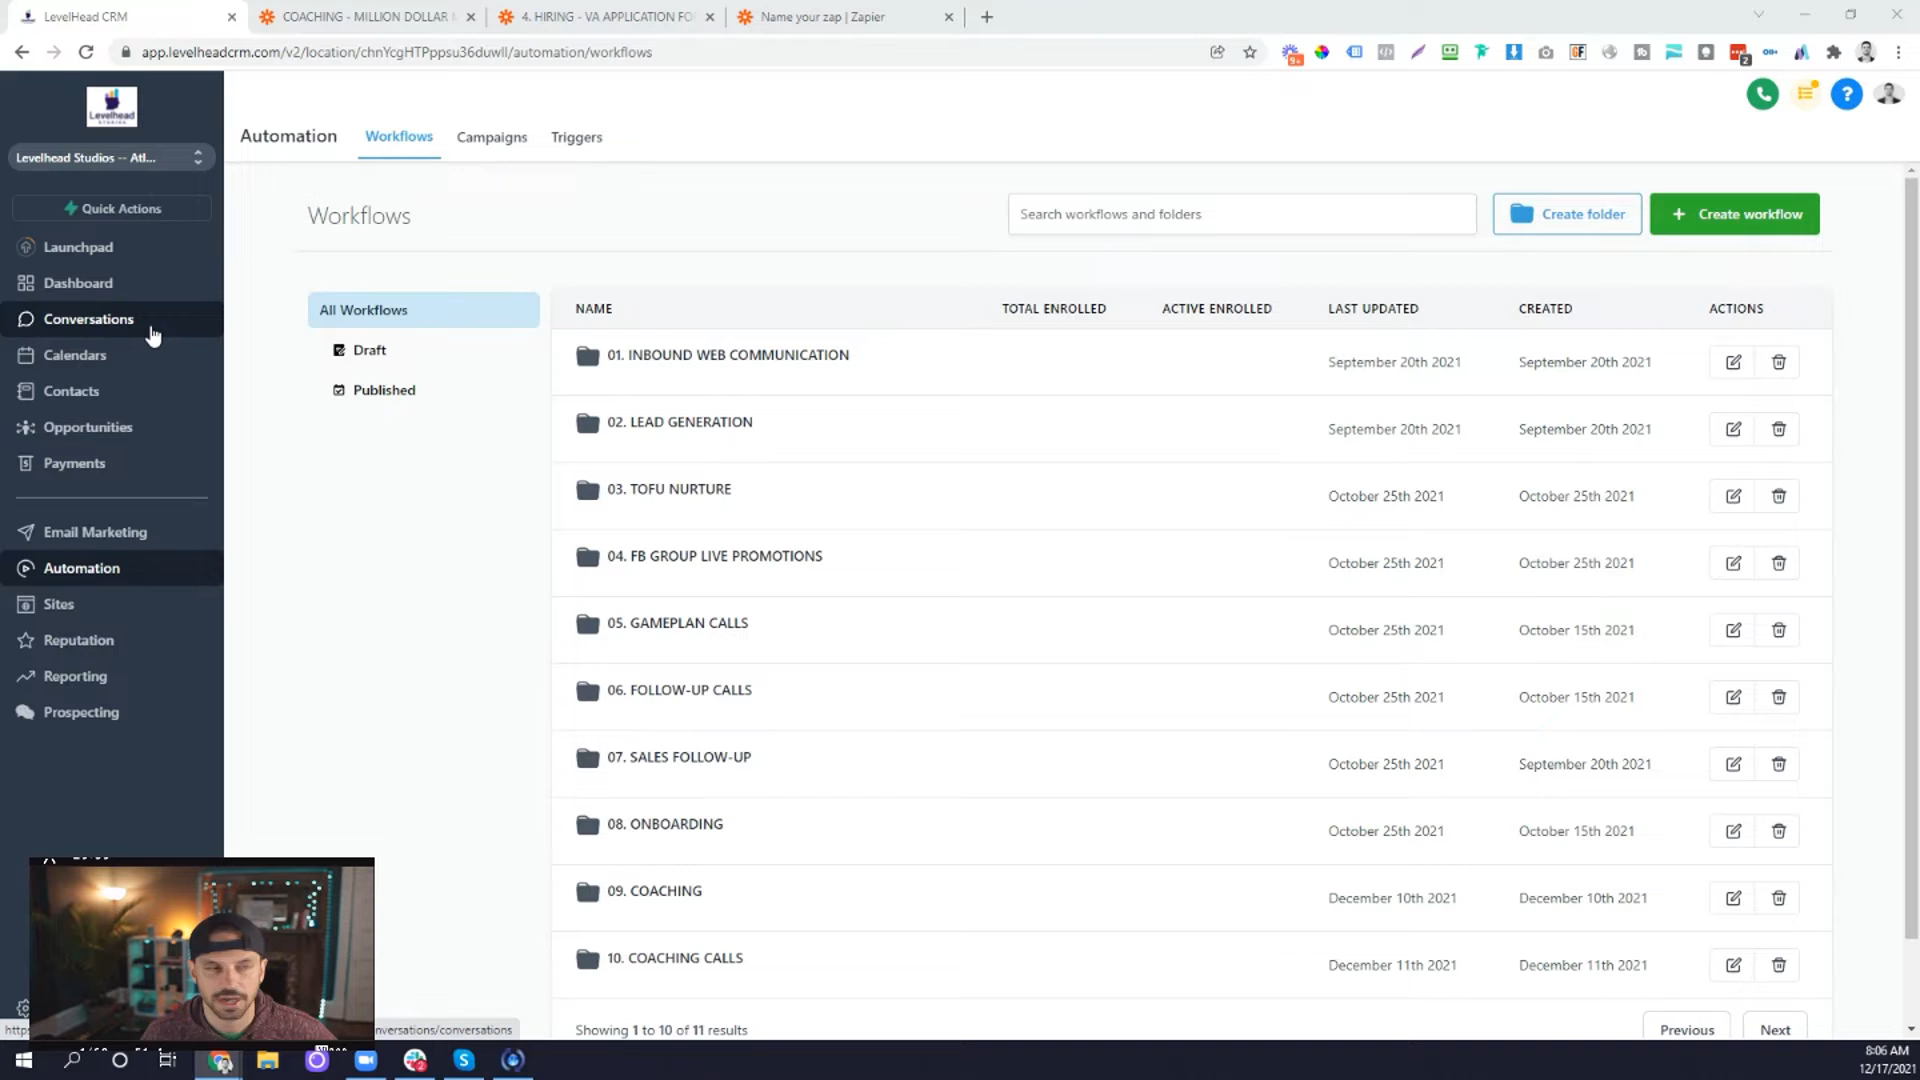 LevelHead CRM
COACHING - MILLION DOLLAR
4. HIRING - VA APPLICATION FO
Name your zap | Zapier
app.levelheadcrm.com/v2/location/chnYcgHTPppsu36duwlI/automation/workflows
9+
GF
2
Levelhead
STUDIOS
Levelhead Studios -- Atl...
Quick Actions
Launchpad
Dashboard
Conversations
Calendars
Contacts
Opportunities
Payments
Email Marketing
Automation
Sites
Reputation
Reporting
Prospecting
Automation
Workflows
Campaigns
Triggers
?
Workflows
Search workflows and folders
Create folder
+ Create workflow
All Workflows
Draft
Published
NAME
TOTAL ENROLLED
ACTIVE ENROLLED
LAST UPDATED
CREATED
ACTIONS
01. INBOUND WEB COMMUNICATION
September 20th 2021
September 20th 2021
02. LEAD GENERATION
September 20th 2021
September 20th 2021
03. TOFU NURTURE
October 25th 2021
October 25th 2021
04. FB GROUP LIVE PROMOTIONS
October 25th 2021
October 25th 2021
05. GAMEPLAN CALLS
October 25th 2021
October 15th 2021
06. FOLLOW-UP CALLS
October 25th 2021
October 15th 2021
07. SALES FOLLOW-UP
October 25th 2021
September 20th 2021
08. ONBOARDING
October 25th 2021
October 15th 2021
09. COACHING
December 10th 2021
December 10th 2021
10. COACHING CALLS
December 11th 2021
December 11th 2021
Showing 1 to 10 of 11 results
Previous
Next
https
nversations/conversations
8:06 AM
12/17/2021